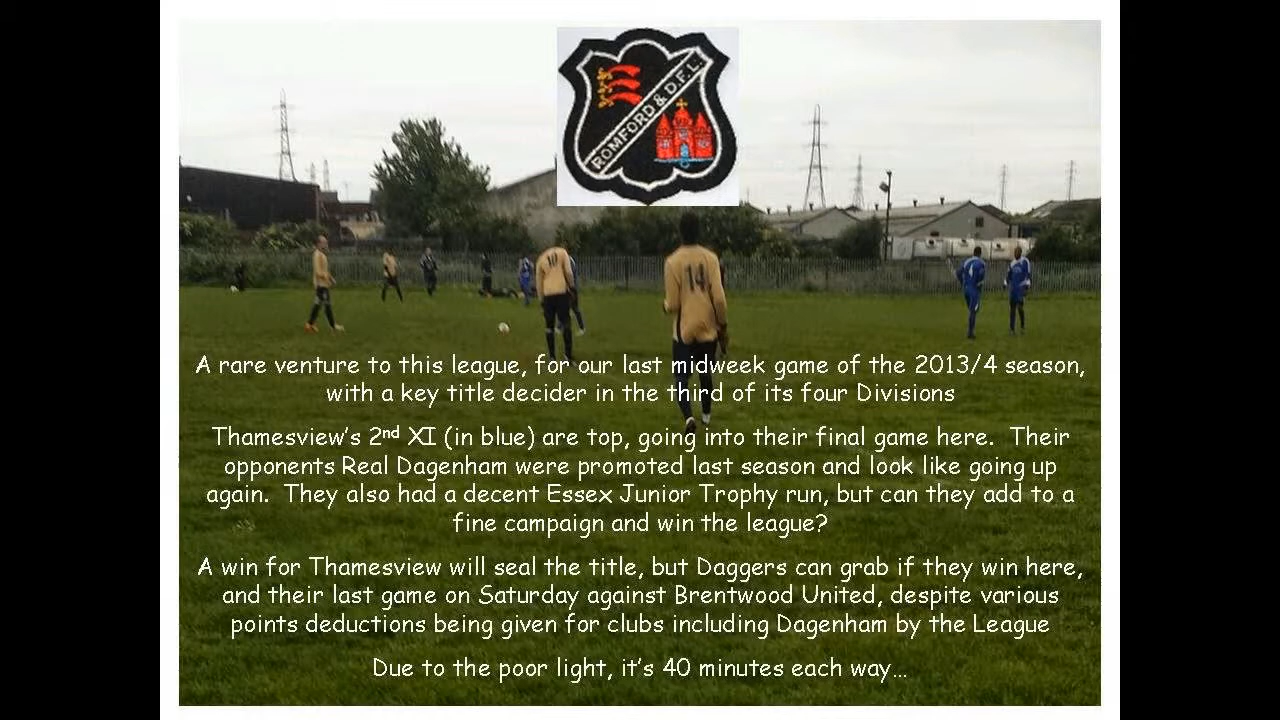 ROMFORD & D.F.L.
10
14
A rare venture to this league, for our last midweek game of the 2013/4 season,
with a key title decider in the third of its four Divisions
Thamesview's 2nd XI (in blue) are top, going into their final game here. Their
opponents Real Dagenham were promoted last season and look like going up
again. They also had a decent Essex Junior Trophy run, but can they add to a
fine campaign and win the league?
A win for Thamesview will seal the title, but Daggers can grab if they win here,
and their last game on Saturday against Brentwood United, despite various
points deductions being given for clubs including Dagenham by the League
Due to the poor light, it's 40 minutes each way...